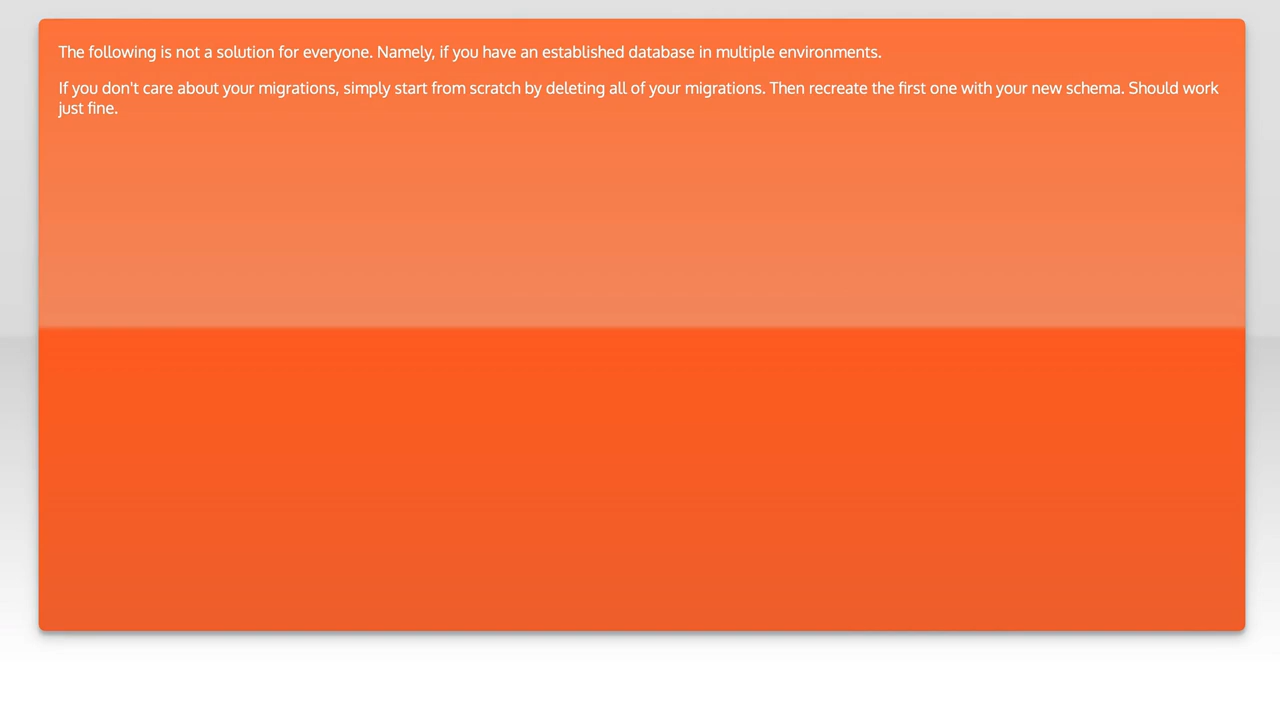 The following is not a solution for everyone. Namely, if you have an established database in multiple environments.
If you don't care about your migrations, simply start from scratch by deleting all of your migrations. Then recreate the first one with your new schema. Should work
just fine.